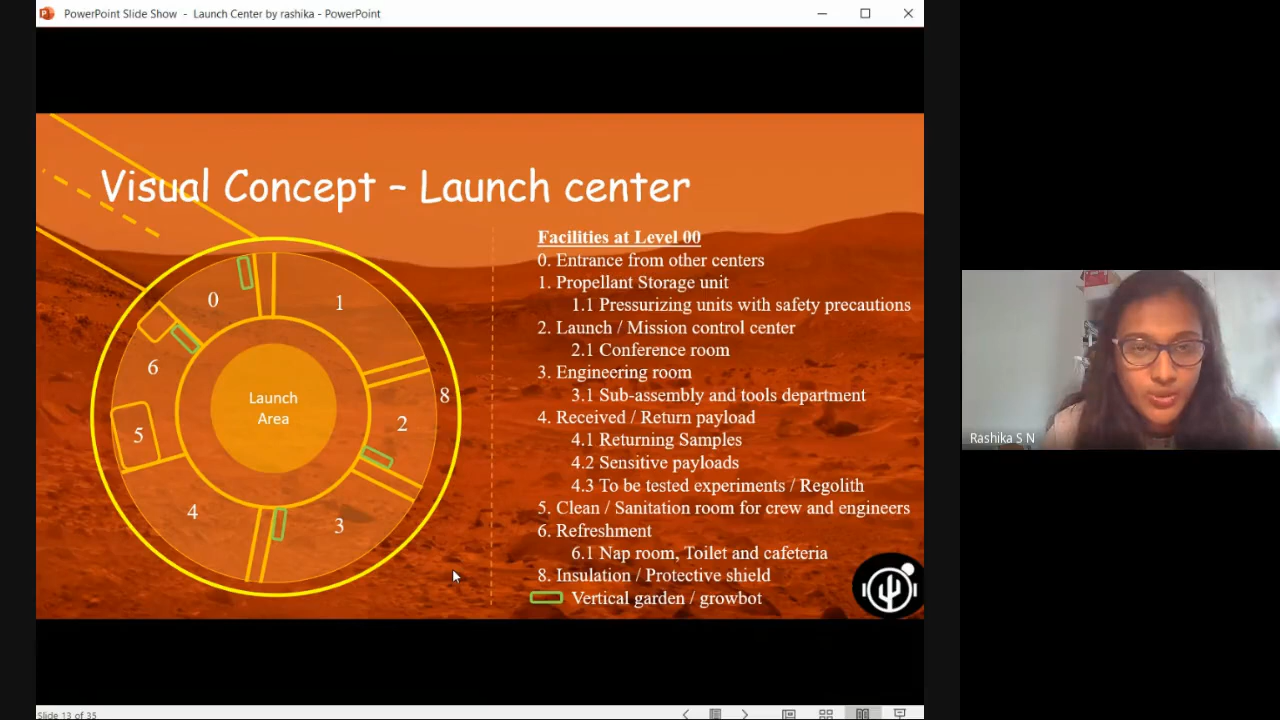 PowerPoint Slide Show - Launch Center by rashika - PowerPoint
Visual Concept – Launch center
Facilities at Level 00
0. Entrance from other centers
1. Propellant Storage unit
1.1 Pressurizing units with safety precautions
2. Launch / Mission control center
2.1 Conference room
3. Engineering room
3.1 Sub-assembly and tools department
4. Received / Return payload
4.1 Returning Samples
4.2 Sensitive payloads
4.3 To be tested experiments / Regolith
5. Clean / Sanitation room for crew and engineers
6. Refreshment
6.1 Nap room, Toilet and cafeteria
8. Insulation / Protective shield
Vertical garden / growbot
0
1
6
Launch
Area
8
2
5
4
3
Rashika S N
Slide 13 of 35